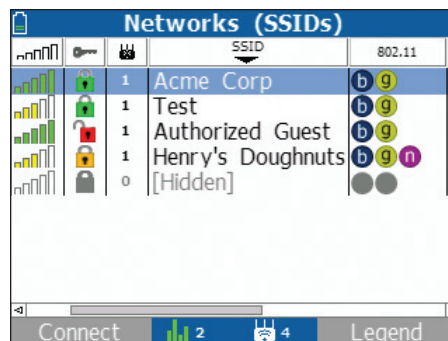 Networks (SSIDs)
SSID 802.11
1 Acme Corp b g
1 Test b g
1 Authorized Guest b g
1 Henry's Doughnuts b g n
0 [Hidden]
Connect 2 4 Legend